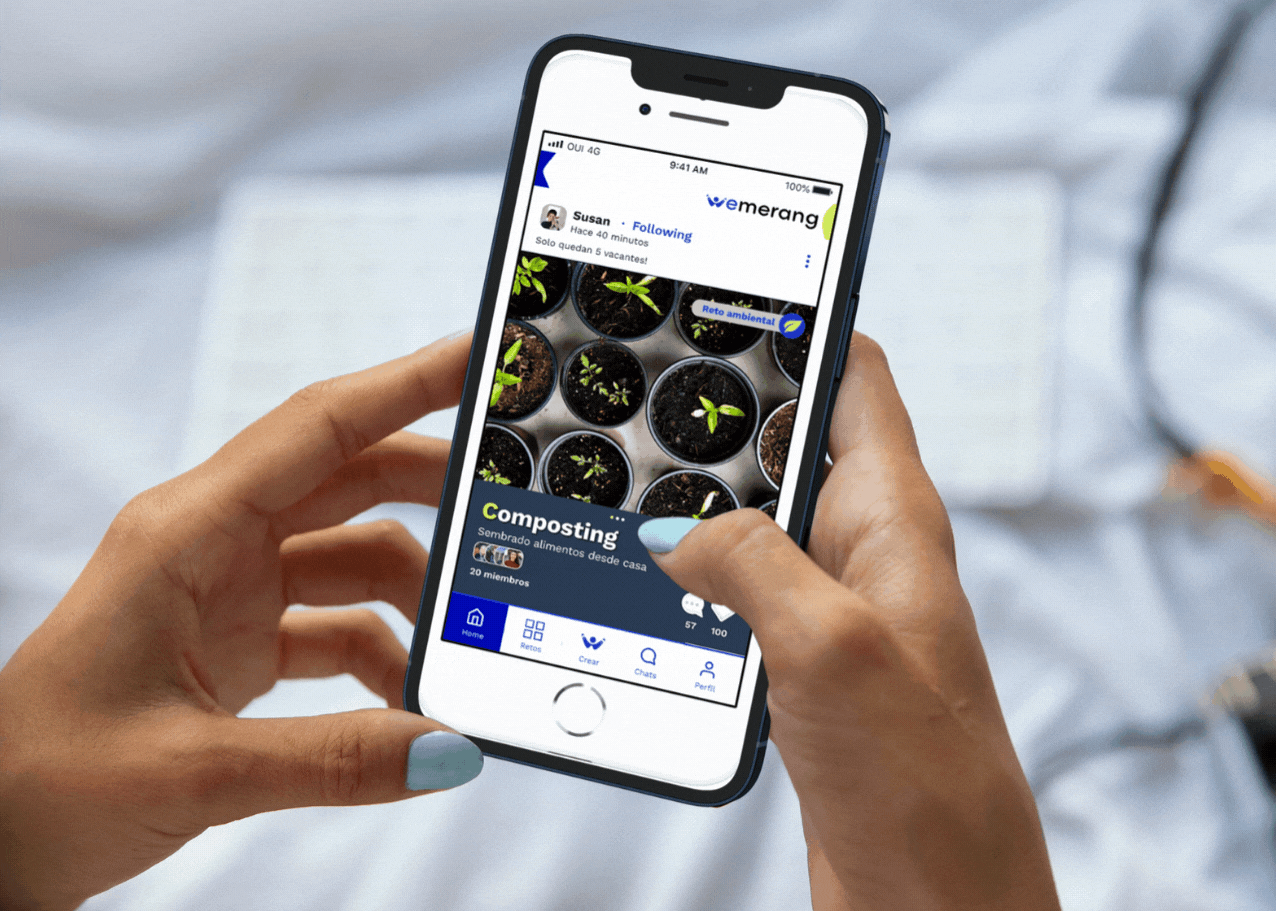 OUI 4G
9:41 AM
100%
wemerang
Susan · Following
Hace 40 minutos
Solo quedan 5 vacantes!
Reto ambiental
Composting
Sembrado alimentos desde casa
20 miembros
57
100
Home
Retos
Crear
Chats
Perfil